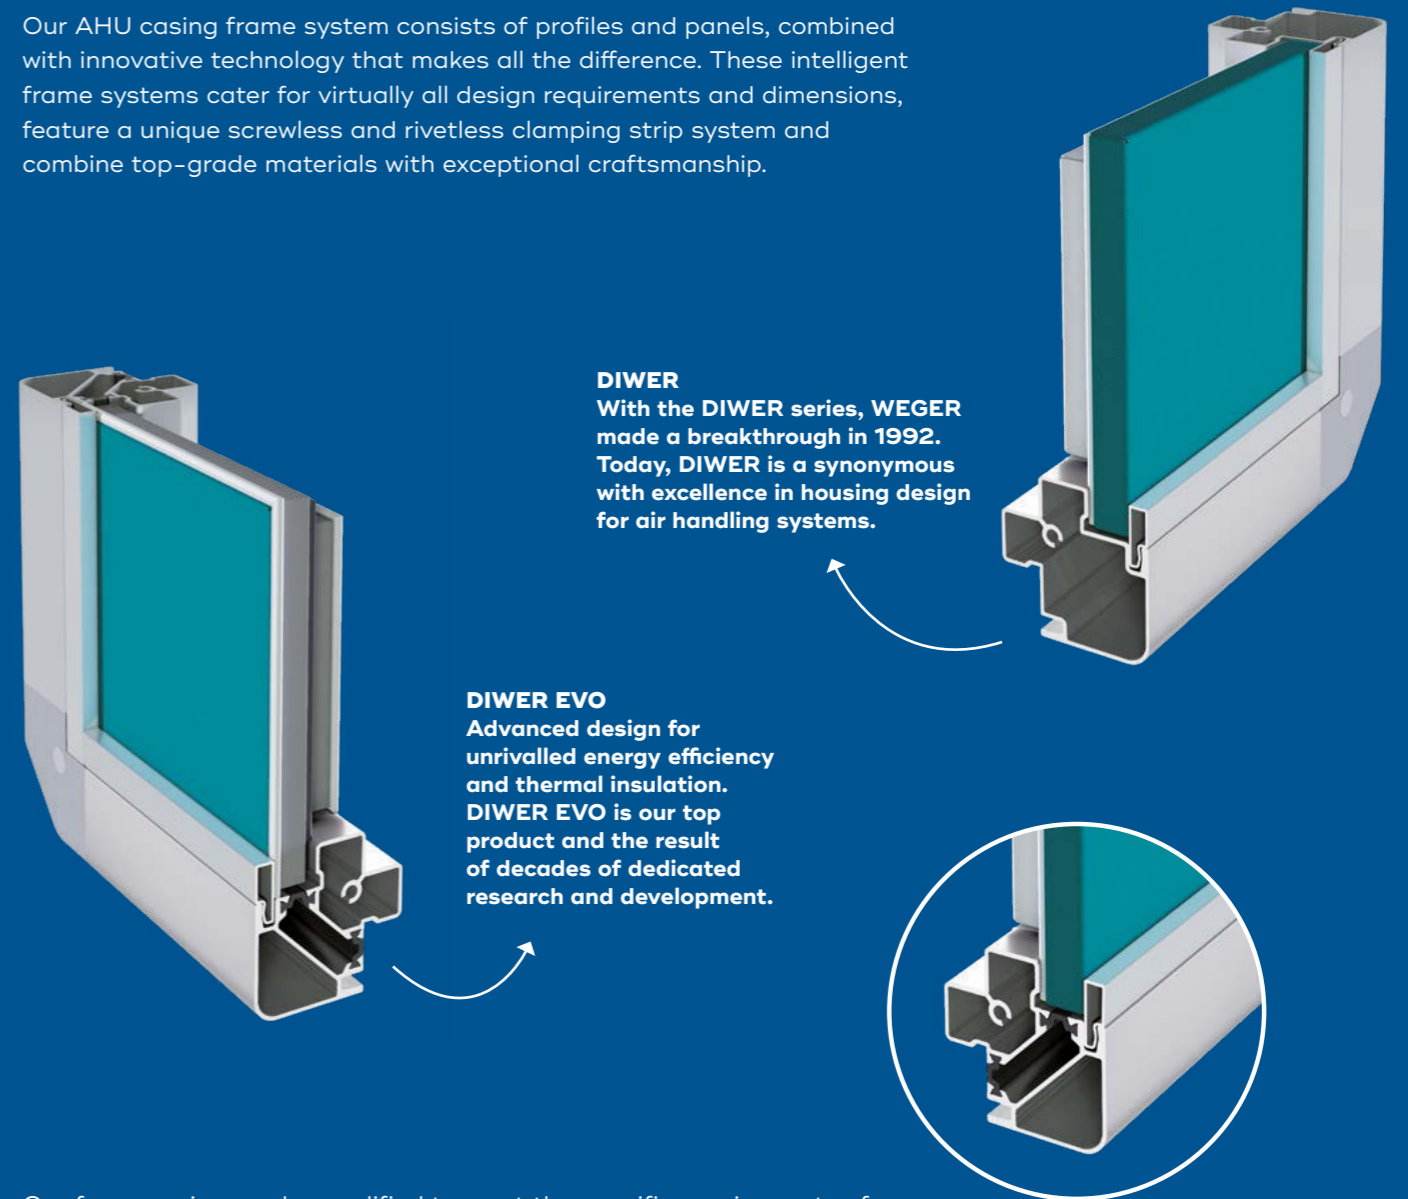 Our AHU casing frame system consists of profiles and panels, combined
with innovative technology that makes all the difference. These intelligent
frame systems cater for virtually all design requirements and dimensions,
feature a unique screwless and rivetless clamping strip system and
combine top-grade materials with exceptional craftsmanship.
DIWER
With the DIWER series, WEGER
made a breakthrough in 1992.
Today, DIWER is a synonymous
with excellence in housing design
for air handling systems.
DIWER EVO
Advanced design for
unrivalled energy efficiency
and thermal insulation.
DIWER EVO is our top
product and the result
of decades of dedicated
research and development.